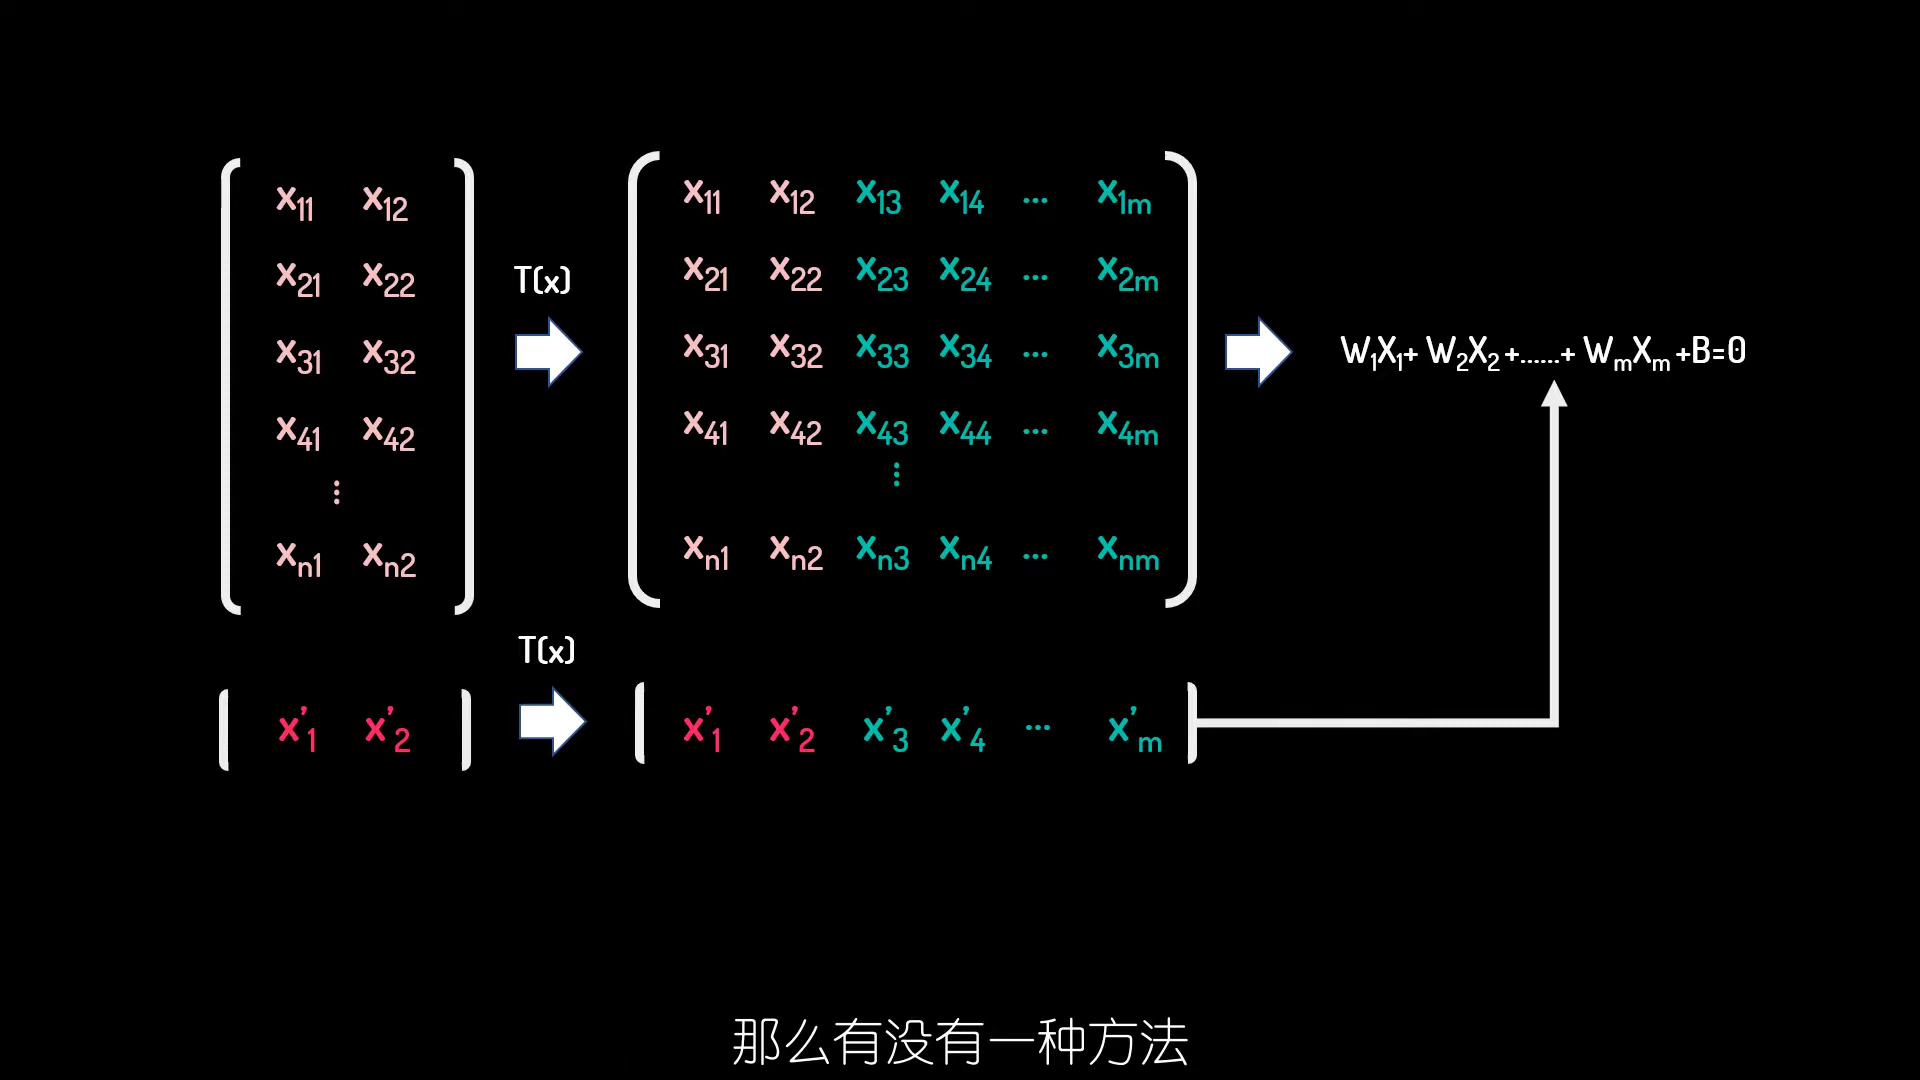 x₁₁ x₁₂
x₂₁ x₂₂
x₃₁ x₃₂
x₄₁ x₄₂
⋮
xₙ₁ xₙ₂
T(x)
x₁₁ x₁₂ x₁₃ x₁₄ ... x₁ₘ
x₂₁ x₂₂ x₂₃ x₂₄ ... x₂ₘ
x₃₁ x₃₂ x₃₃ x₃₄ ... x₃ₘ
x₄₁ x₄₂ x₄₃ x₄₄ ... x₄ₘ
⋮
xₙ₁ xₙ₂ xₙ₃ xₙ₄ ... xₙₘ
W₁X₁+ W₂X₂ +......+ WₘXₘ +B=0
T(x)
x'₁ x'₂
x'₁ x'₂ x'₃ x'₄ ... x'ₘ
那么有没有一种方法